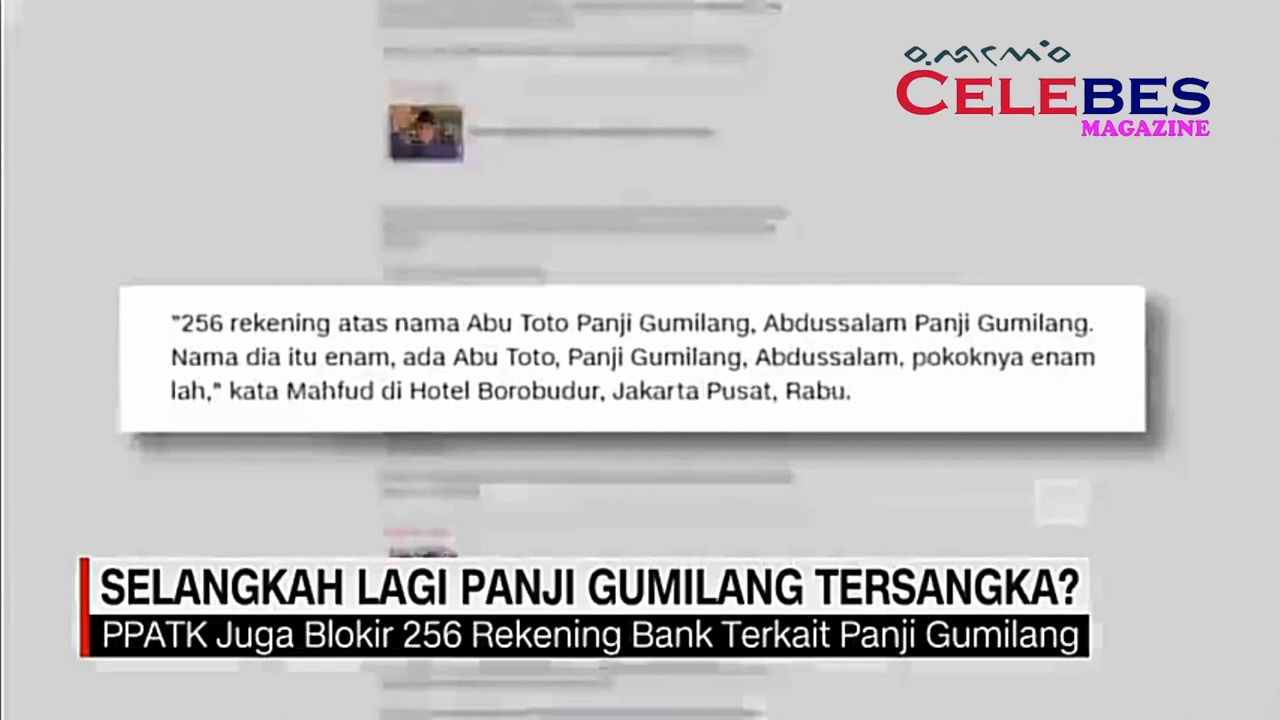 CELEBES
MAGAZINE
"256 rekening atas nama Abu Toto Panji Gumilang, Abdussalam Panji Gumilang.
Nama dia itu enam, ada Abu Toto, Panji Gumilang, Abdussalam, pokoknya enam
lah," kata Mahfud di Hotel Borobudur, Jakarta Pusat, Rabu.
SELANGKAH LAGI PANJI GUMILANG TERSANGKA?
PPATK Juga Blokir 256 Rekening Bank Terkait Panji Gumilang